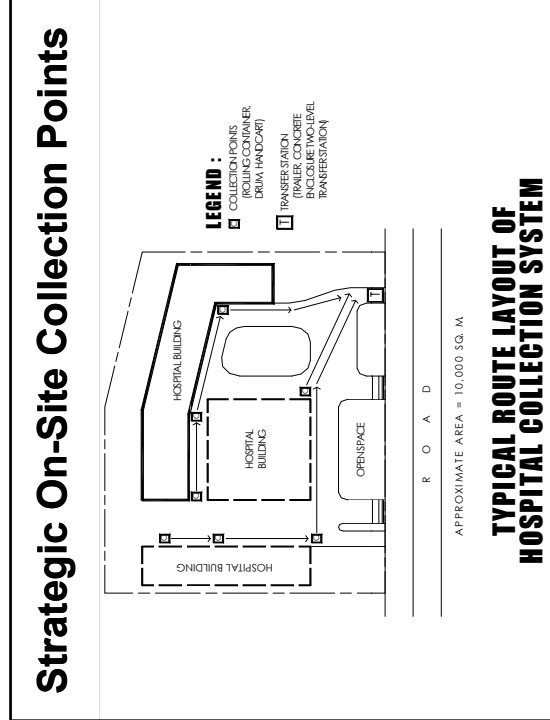 Strategic On-Site Collection Points
HOSPITAL BUILDING
HOSPITAL
BUILDING
HOSPITAL BUILDING
OPEN SPACE
C
C
C
C
C
C
C
T
R O A D
APPROXIMATE AREA = 10,000 SQ. M.
LEGEND :
C COLLECTION POINTS
(ROLLING CONTAINER,
DRUM, HANDCART)
T TRANSFER STATION
(TRAILER, CONCRETE
ENCLOSURE TWO-LEVEL
TRANSFER STATION)
TYPICAL ROUTE LAYOUT OF
HOSPITAL COLLECTION SYSTEM